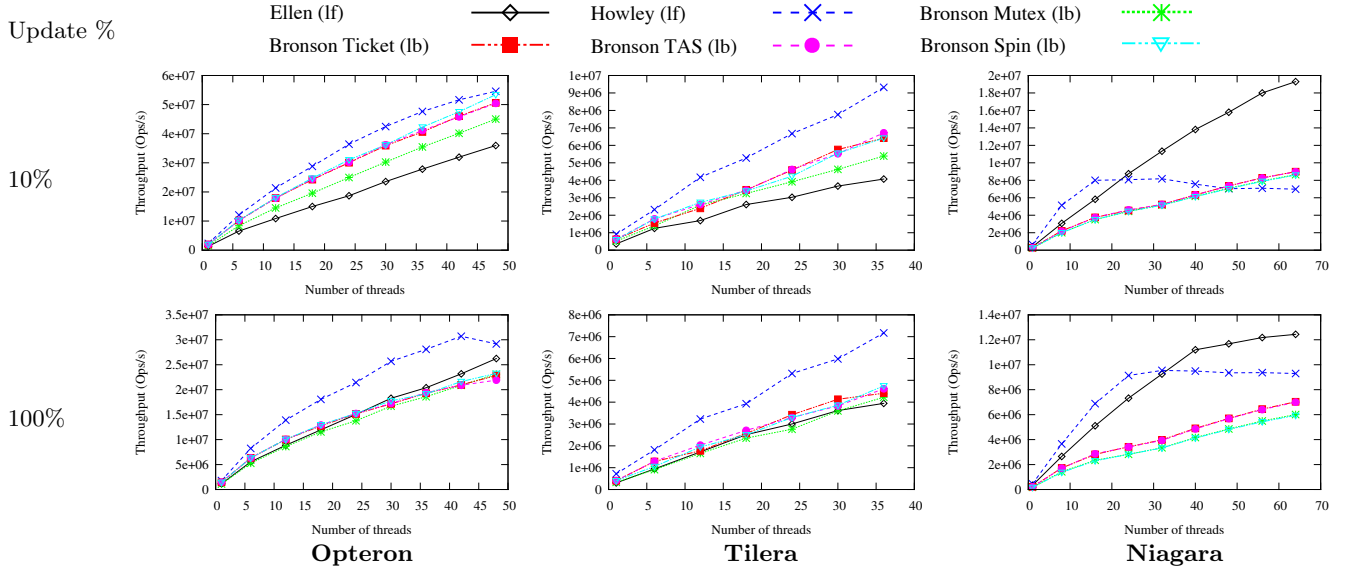 Update %
Ellen (lf)
Howley (lf)
Bronson Mutex (lb)
Bronson Ticket (lb)
Bronson TAS (lb)
Bronson Spin (lb)
10%
Throughput (Ops/s)
6e+07
5e+07
4e+07
3e+07
2e+07
1e+07
0
0 5 10 15 20 25 30 35 40 45 50
Number of threads
Throughput (Ops/s)
1e+07
9e+06
8e+06
7e+06
6e+06
5e+06
4e+06
3e+06
2e+06
1e+06
0
0 5 10 15 20 25 30 35 40
Number of threads
Throughput (Ops/s)
2e+07
1.8e+07
1.6e+07
1.4e+07
1.2e+07
1e+07
8e+06
6e+06
4e+06
2e+06
0
0 10 20 30 40 50 60 70
Number of threads
100%
Throughput (Ops/s)
3.5e+07
3e+07
2.5e+07
2e+07
1.5e+07
1e+07
5e+06
0
0 5 10 15 20 25 30 35 40 45 50
Number of threads
Opteron
Throughput (Ops/s)
8e+06
7e+06
6e+06
5e+06
4e+06
3e+06
2e+06
1e+06
0
0 5 10 15 20 25 30 35 40
Number of threads
Tilera
Throughput (Ops/s)
1.4e+07
1.2e+07
1e+07
8e+06
6e+06
4e+06
2e+06
0
0 10 20 30 40 50 60 70
Number of threads
Niagara